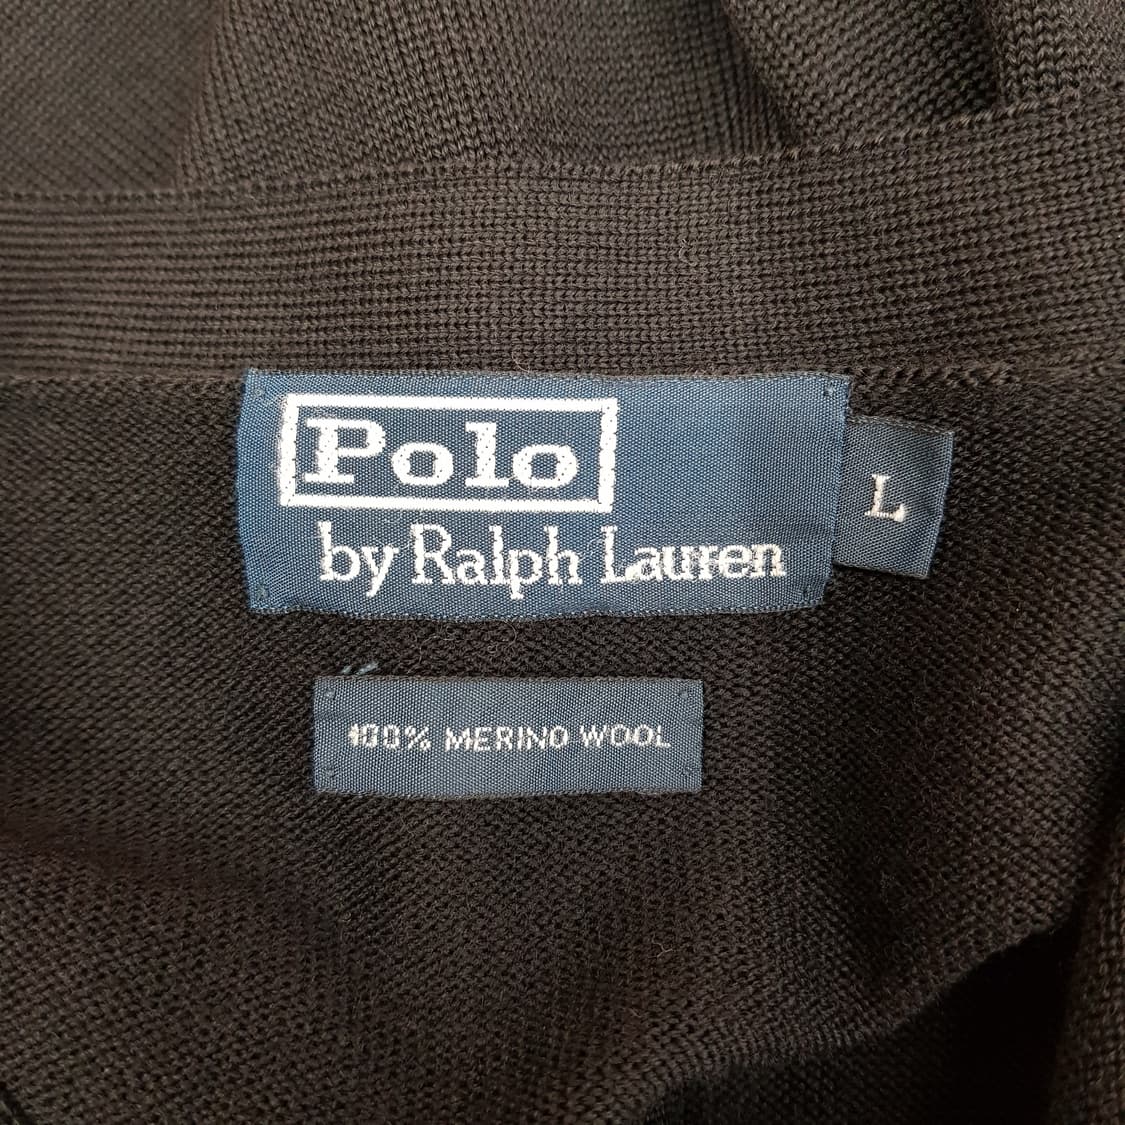 Polo
by Ralph Lauren
L
100% MERINO WOOL